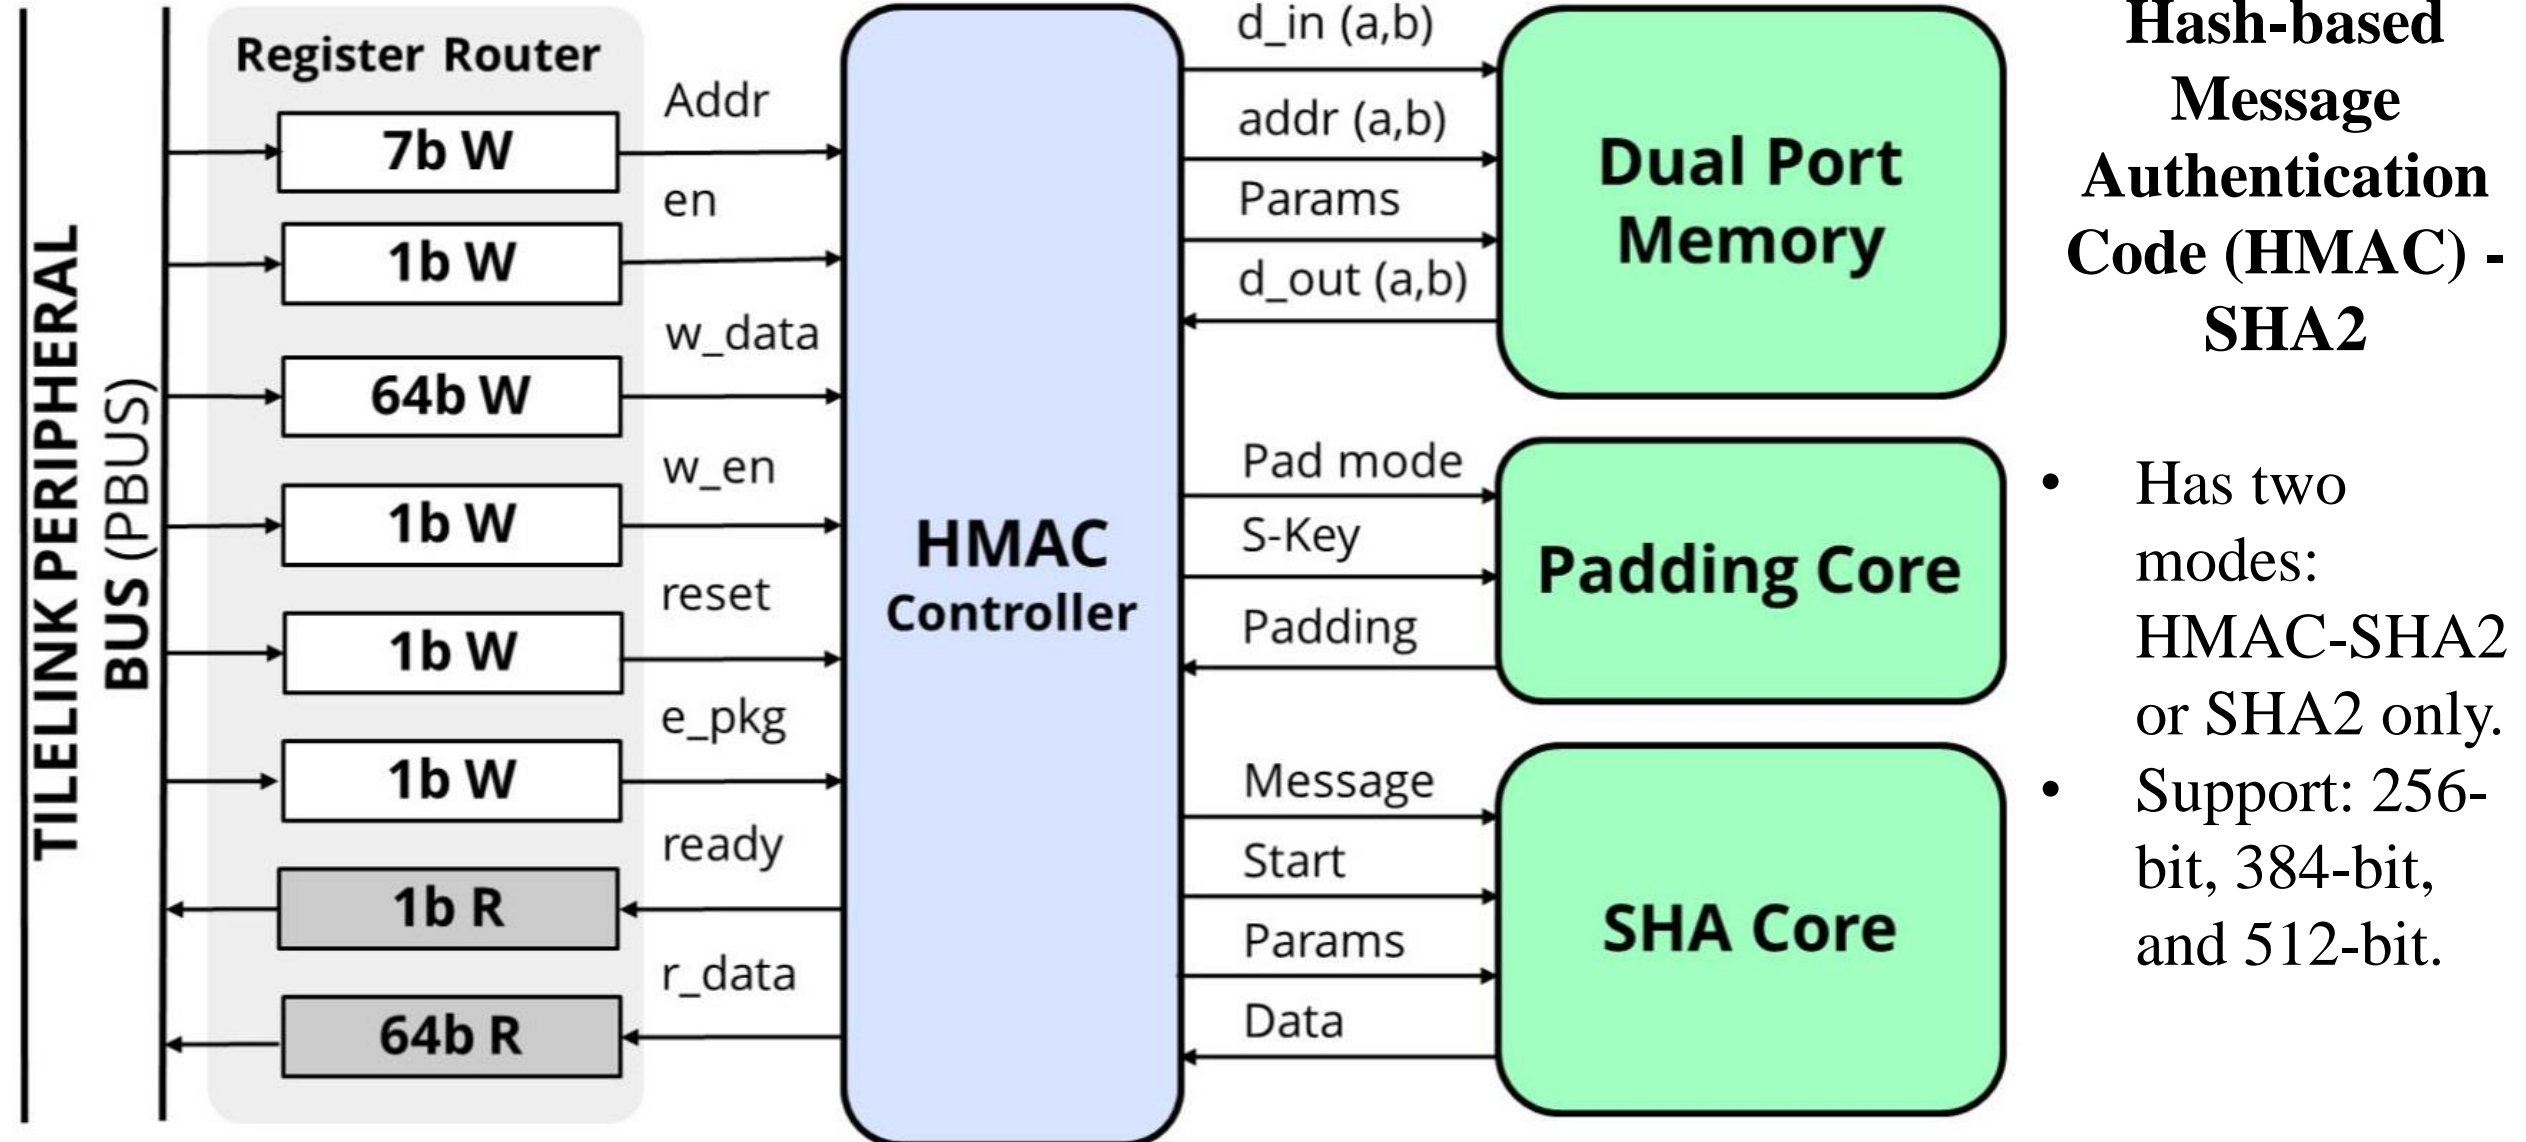 TILELINK PERIPHERAL
BUS (PBUS)
Register Router
7b W
1b W
64b W
1b W
1b W
1b W
1b R
64b R
Addr
en
w_data
w_en
reset
e_pkg
ready
r_data
HMAC
Controller
d_in (a,b)
addr (a,b)
Params
d_out (a,b)
Dual Port
Memory
Pad mode
S-Key
Padding
Padding Core
Message
Start
Params
Data
SHA Core
Hash-based
Message
Authentication
Code (HMAC) -
SHA2
• Has two
modes:
HMAC-SHA2
or SHA2 only.
• Support: 256-
bit, 384-bit,
and 512-bit.